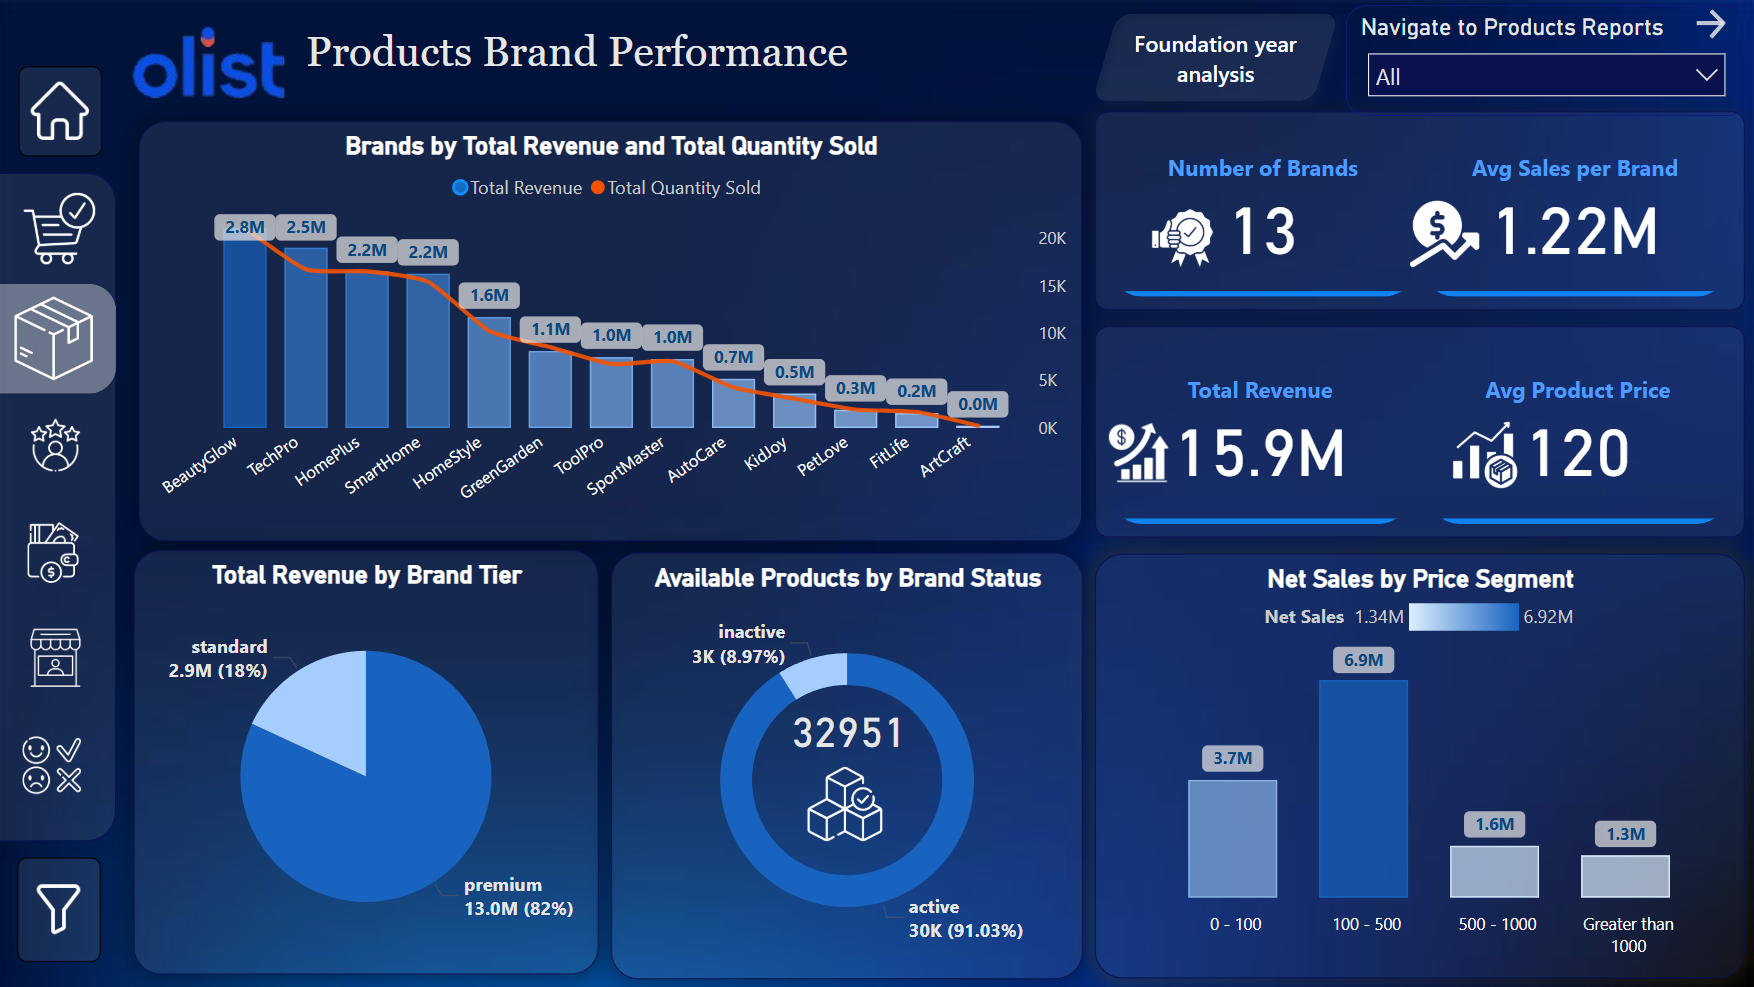 olist
Products Brand Performance
Foundation year
analysis
Navigate to Products Reports
All
Brands by Total Revenue and Total Quantity Sold
Total Revenue
Total Quantity Sold
2.8M
2.5M
2.2M
2.2M
1.6M
1.1M
1.0M
1.0M
0.7M
0.5M
0.3M
0.2M
0.0M
20K
15K
10K
5K
0K
BeautyGlow
TechPro
HomePlus
SmartHome
HomeStyle
GreenGarden
ToolPro
SportMaster
AutoCare
KidJoy
PetLove
FitLife
ArtCraft
Number of Brands
13
Avg Sales per Brand
1.22M
Total Revenue
15.9M
Avg Product Price
120
Total Revenue by Brand Tier
standard
2.9M (18%)
premium
13.0M (82%)
Available Products by Brand Status
inactive
3K (8.97%)
32951
active
30K (91.03%)
Net Sales by Price Segment
Net Sales 1.34M 6.92M
3.7M
6.9M
1.6M
1.3M
0 - 100
100 - 500
500 - 1000
Greater than
1000